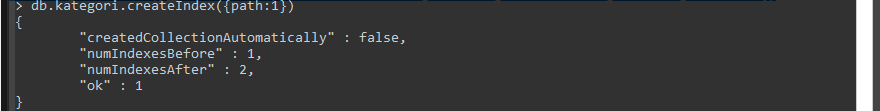 > db.kategori.createIndex({path:1})
{
"createdCollectionAutomatically" : false,
"numIndexesBefore" : 1,
"numIndexesAfter" : 2,
"ok" : 1
}